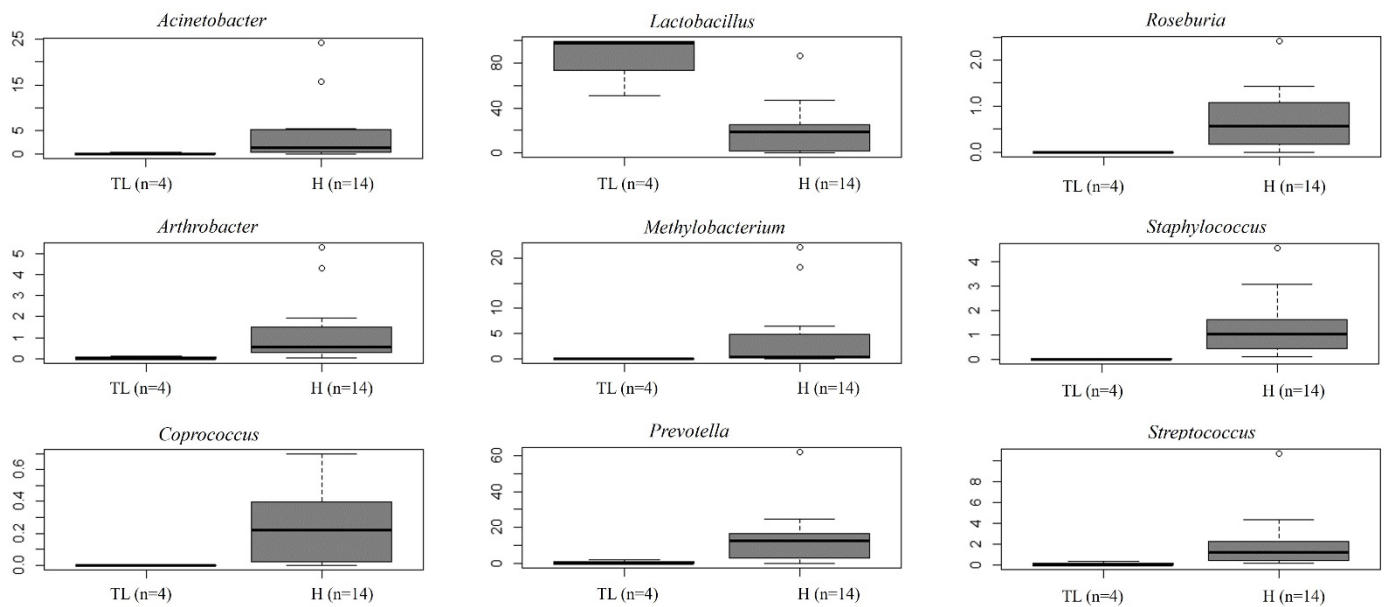 Acinetobacter
25
15
5
0
TL (n=4)
H (n=14)
Lactobacillus
80
40
0
TL (n=4)
H (n=14)
Roseburia
2.0
1.0
0.0
TL (n=4)
H (n=14)
Arthrobacter
5
4
3
2
1
0
TL (n=4)
H (n=14)
Methylobacterium
20
10
5
0
TL (n=4)
H (n=14)
Staphylococcus
4
3
2
1
0
TL (n=4)
H (n=14)
Coprococcus
0.6
0.4
0.2
0.0
TL (n=4)
H (n=14)
Prevotella
60
40
20
0
TL (n=4)
H (n=14)
Streptococcus
8
6
4
2
0
TL (n=4)
H (n=14)